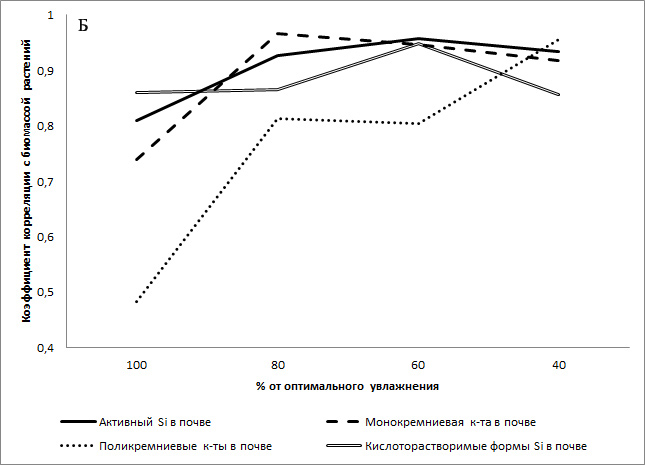 Б
1
0,9
0,8
0,7
0,6
0,5
0,4
Коэффициент корреляции с биомассой растений
100 80 60 40
% от оптимального увлажнения
Активный Si в почве
Монокремниевая к-та в почве
Поликремниевые к-ты в почве
Кислоторастворимые формы Si в почве